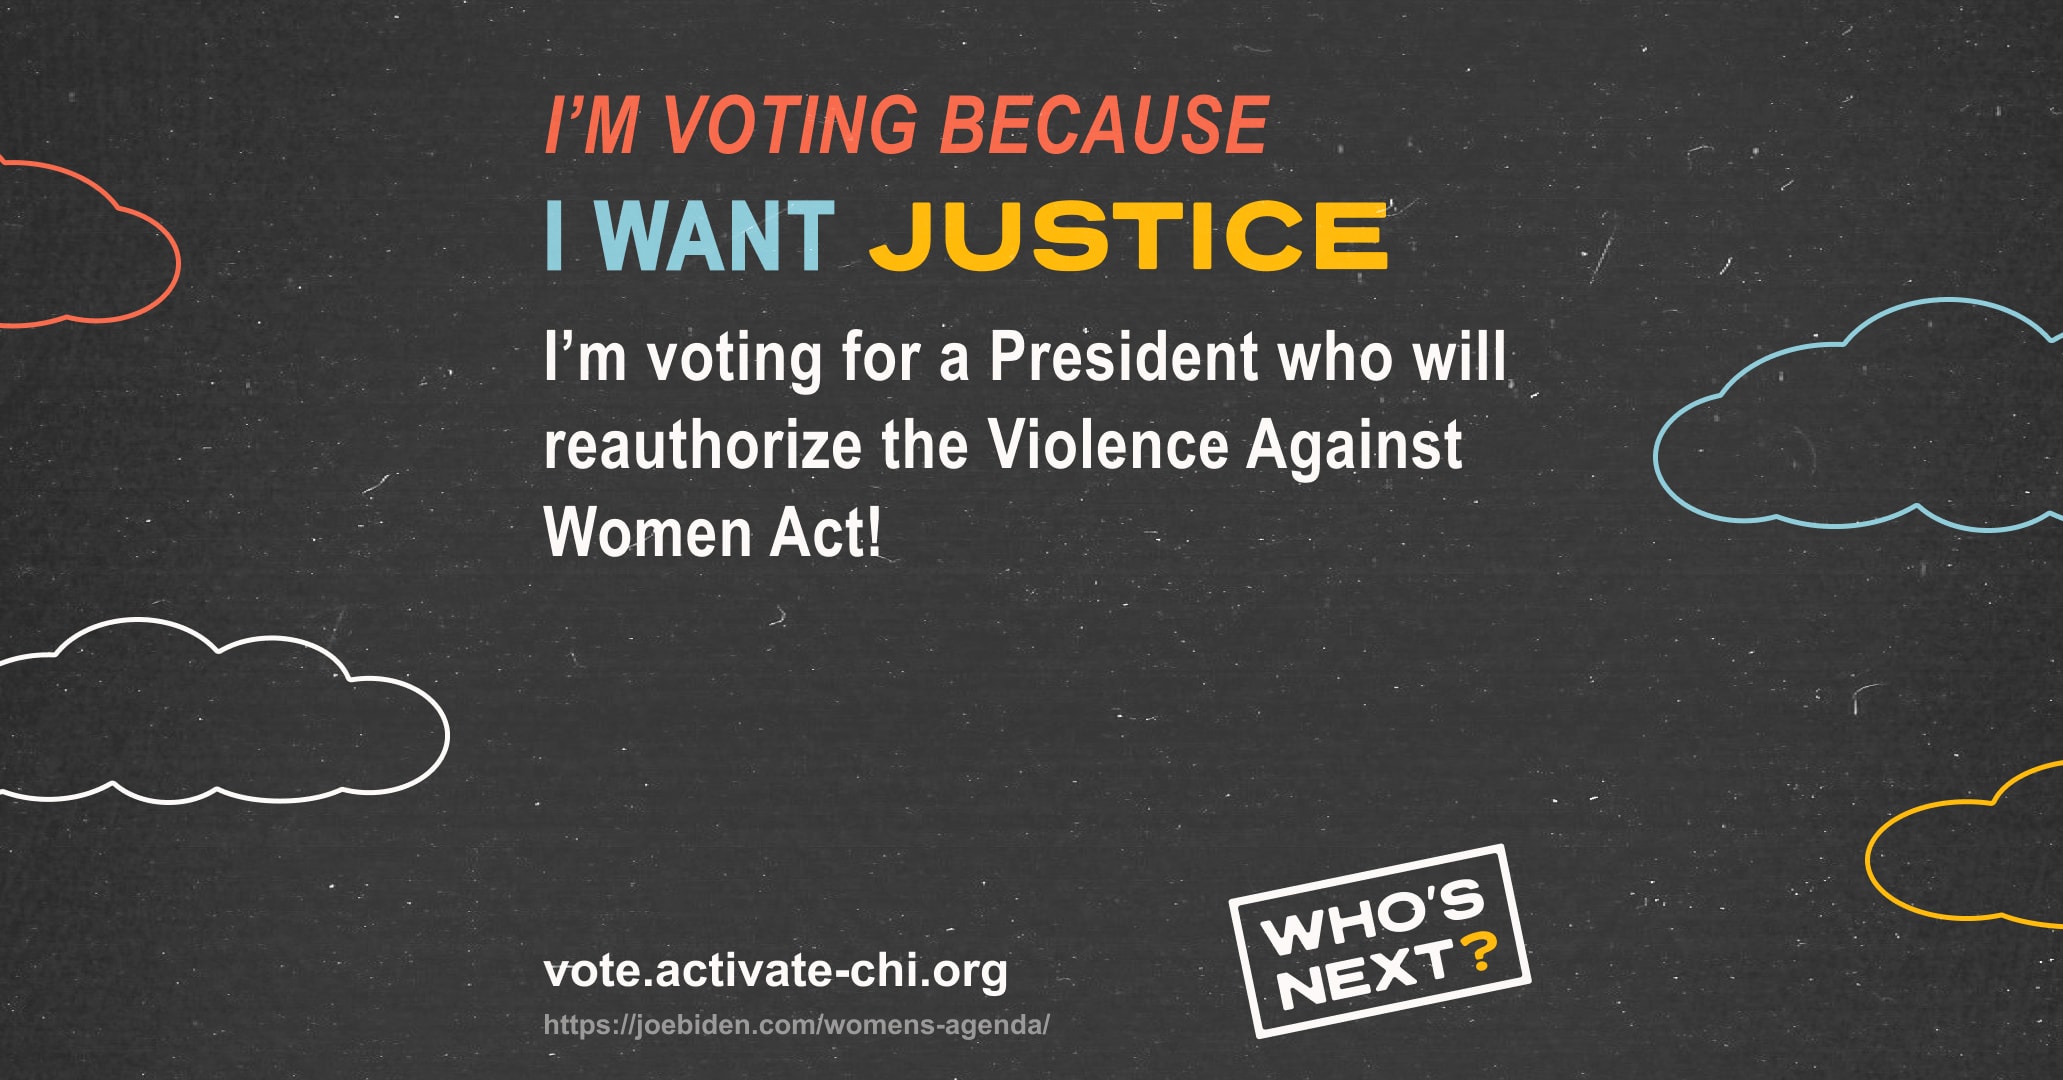 I’M VOTING BECAUSE
I WANT JUSTICE
I’m voting for a President who will
reauthorize the Violence Against
Women Act!
vote.activate-chi.org
https://joebiden.com/womens-agenda/
WHO’S
NEXT?